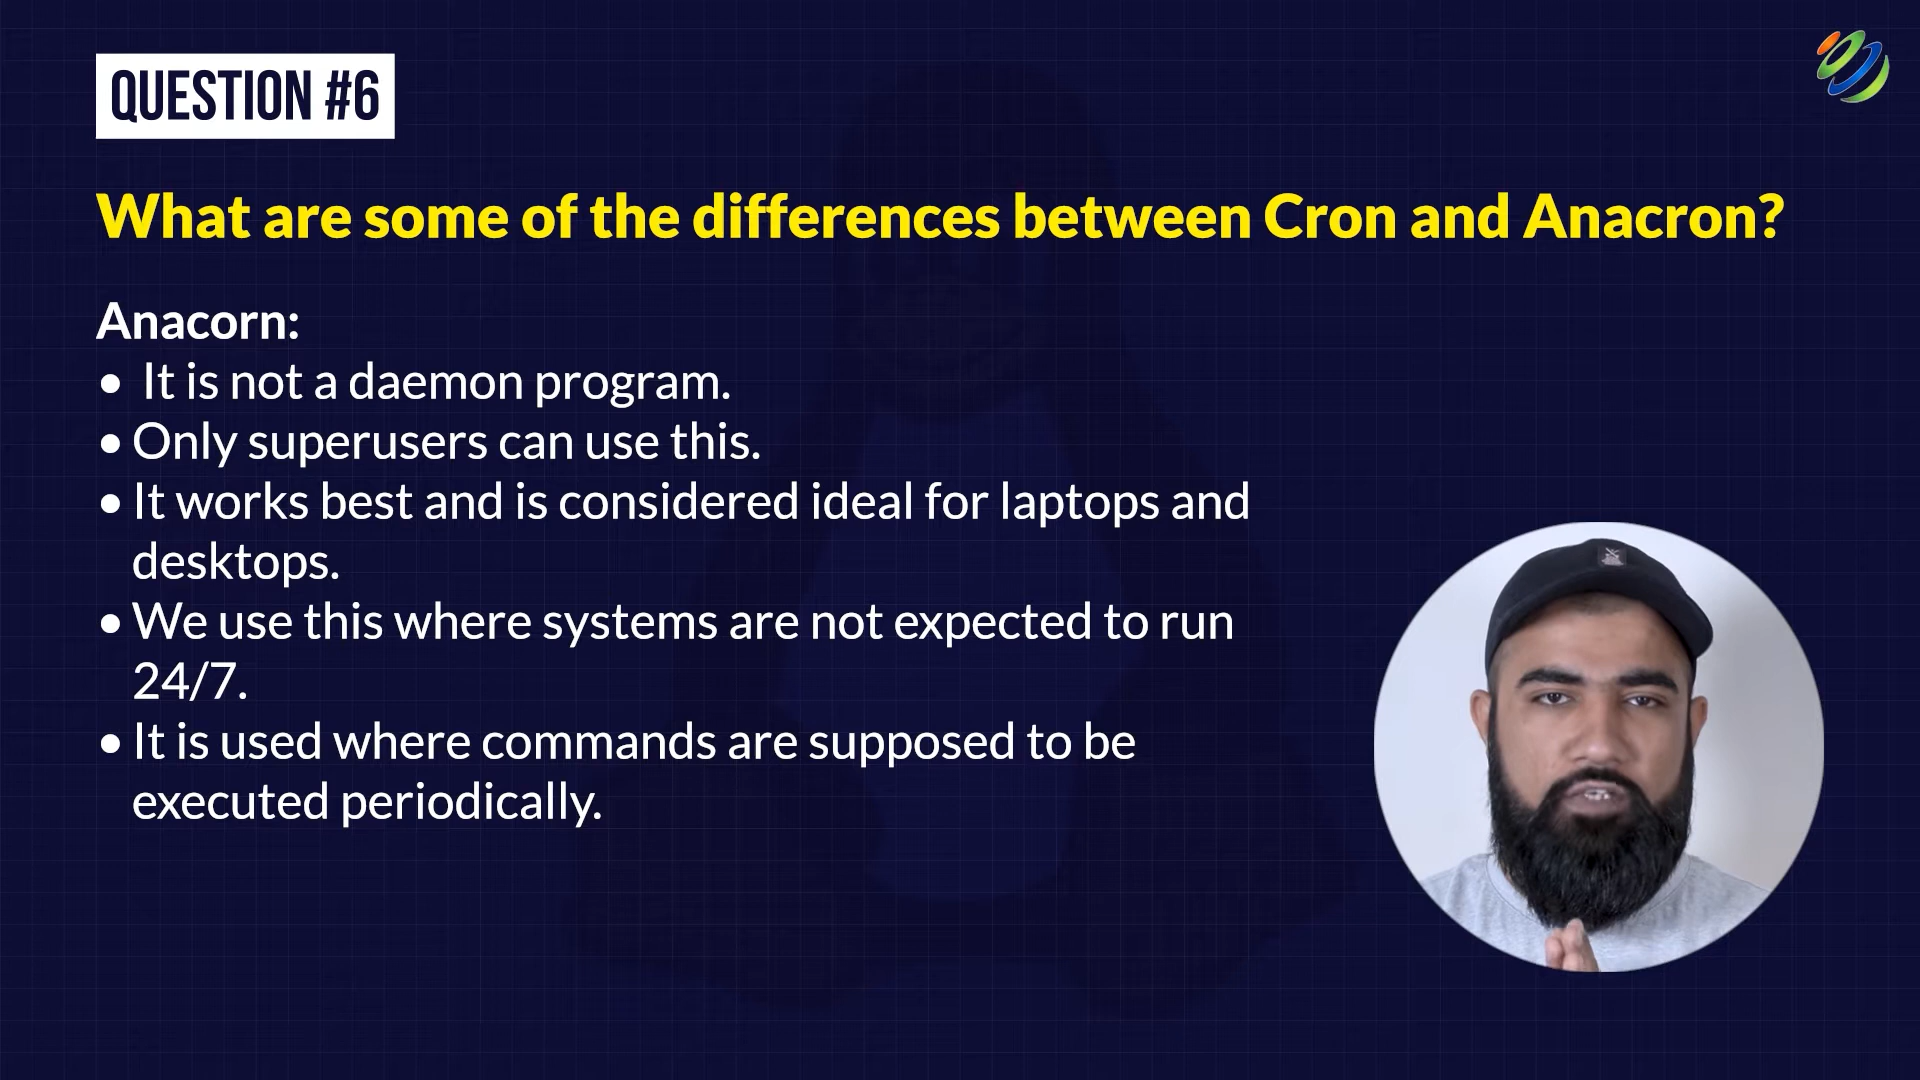 QUESTION #6
What are some of the differences between Cron and Anacron?
Anacorn:
• It is not a daemon program.
• Only superusers can use this.
• It works best and is considered ideal for laptops and
desktops.
• We use this where systems are not expected to run
24/7.
• It is used where commands are supposed to be
executed periodically.